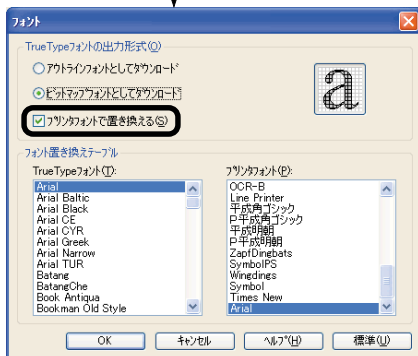 フォント
TrueTypeフォントの出力形式(O)
アウトラインフォントとしてダウンロード
ビットマップフォントとしてダウンロード
プリンタフォントで置き換える(S)
a
フォント置き換えテーブル
TrueTypeフォント(T):
Arial
Arial Baltic
Arial Black
Arial CE
Arial CYR
Arial Greek
Arial Narrow
Arial TUR
Batang
BatangChe
Book Antiqua
Bookman Old Style
プリンタフォント(P):
OCR-B
Line Printer
平成角ゴシック
P平成角ゴシック
平成明朝
P平成明朝
ZapfDingbats
SymbolPS
Wingdings
Symbol
Times New
Arial
OK
キャンセル
ヘルプ(H)
標準(U)